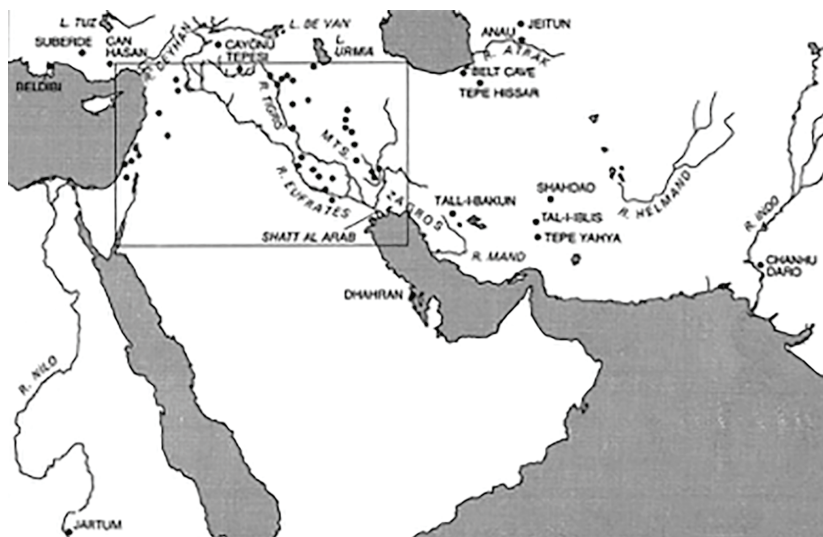 L. TUZ
SUBERDE
CAN
HASAN
BELDIBI
R. CEYHAN
CAYONU
TEPESI
L. DE VAN
L.
URMIA
R. TIGRIS
MTS.
ZAGROS
R. EUFRATES
SHATT AL ARAB
ANAU
JEITUN
R. ATRAK
BELT CAVE
TEPE HISSAR
TALL-I-BAKUN
R. MAND
SHAHDAD
TAL-I-IBLIS
TEPE YAHYA
R. HELMAND
R. INDO
CHANHU
DARO
DHAHRAN
R. NILO
JARTUM